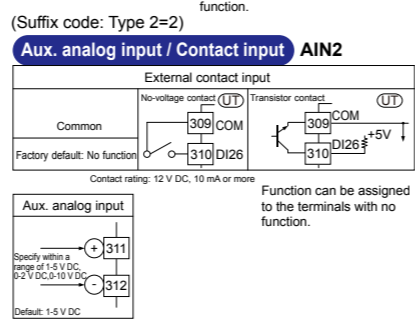 function.
(Suffix code: Type 2=2)
Aux. analog input / Contact input AIN2
External contact input
No-voltage contact UT
Transistor contact UT
Common
309 COM
309 COM
+5V
Factory default: No function
310 DI26
310 DI26
Contact rating: 12 V DC, 10 mA or more
Function can be assigned
to the terminals with no
function.
Aux. analog input
Specify within a
range of 1-5 V DC,
0-2 V DC,0-10 V DC
+ 311
- 312
Default: 1-5 V DC